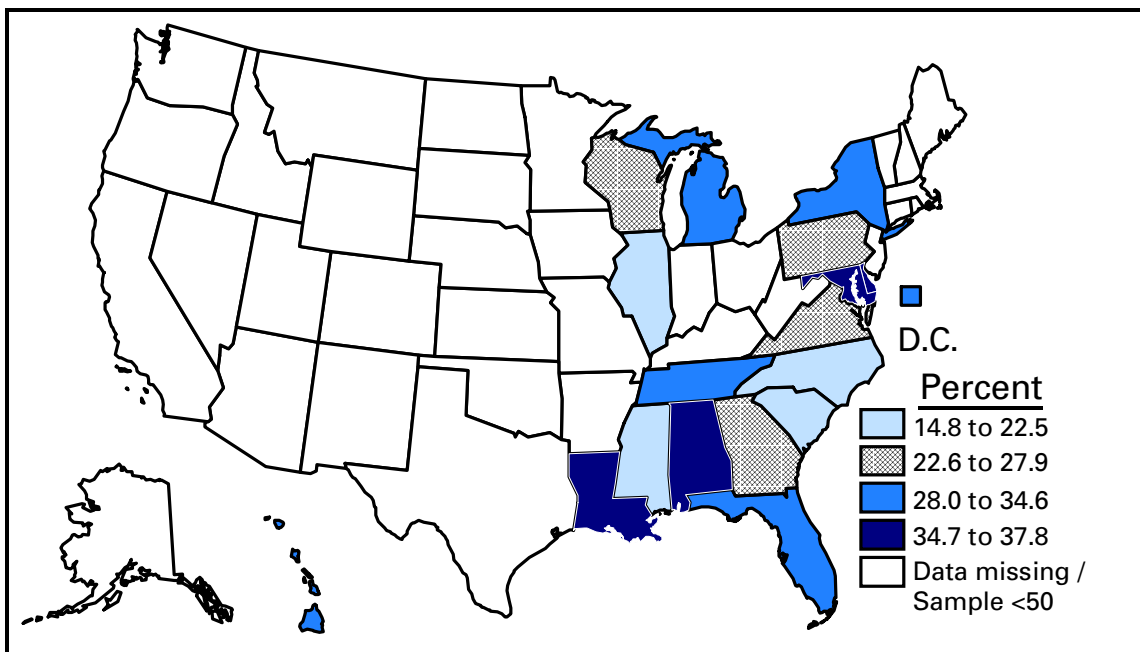 D.C.
Percent
14.8 to 22.5
22.6 to 27.9
28.0 to 34.6
34.7 to 37.8
Data missing /
Sample <50